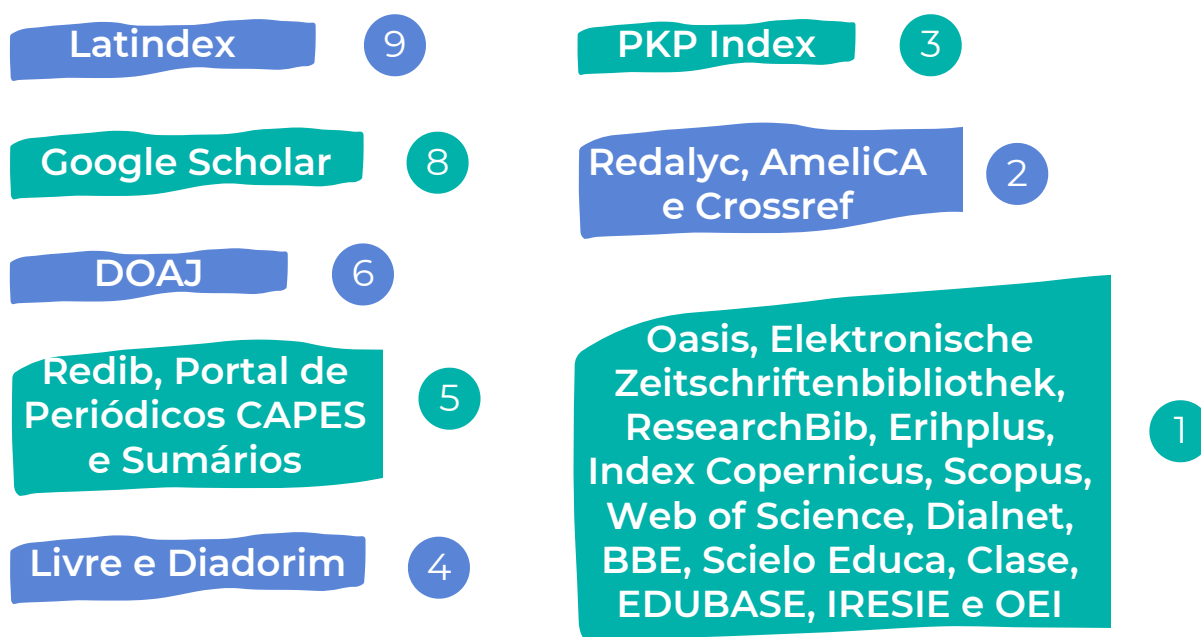 Latindex 9
Google Scholar 8
DOAJ 6
Redib, Portal de
Periódicos CAPES
e Sumários
5
Livre e Diadorim 4
PKP Index 3
Redalyc, AmeliCA
e Crossref
2
Oasis, Elektronische
Zeitschriftenbibliothek,
ResearchBib, Erihplus,
Index Copernicus, Scopus,
Web of Science, Dialnet,
BBE, Scielo Educa, Clase,
EDUBASE, IRESIE e OEI
1